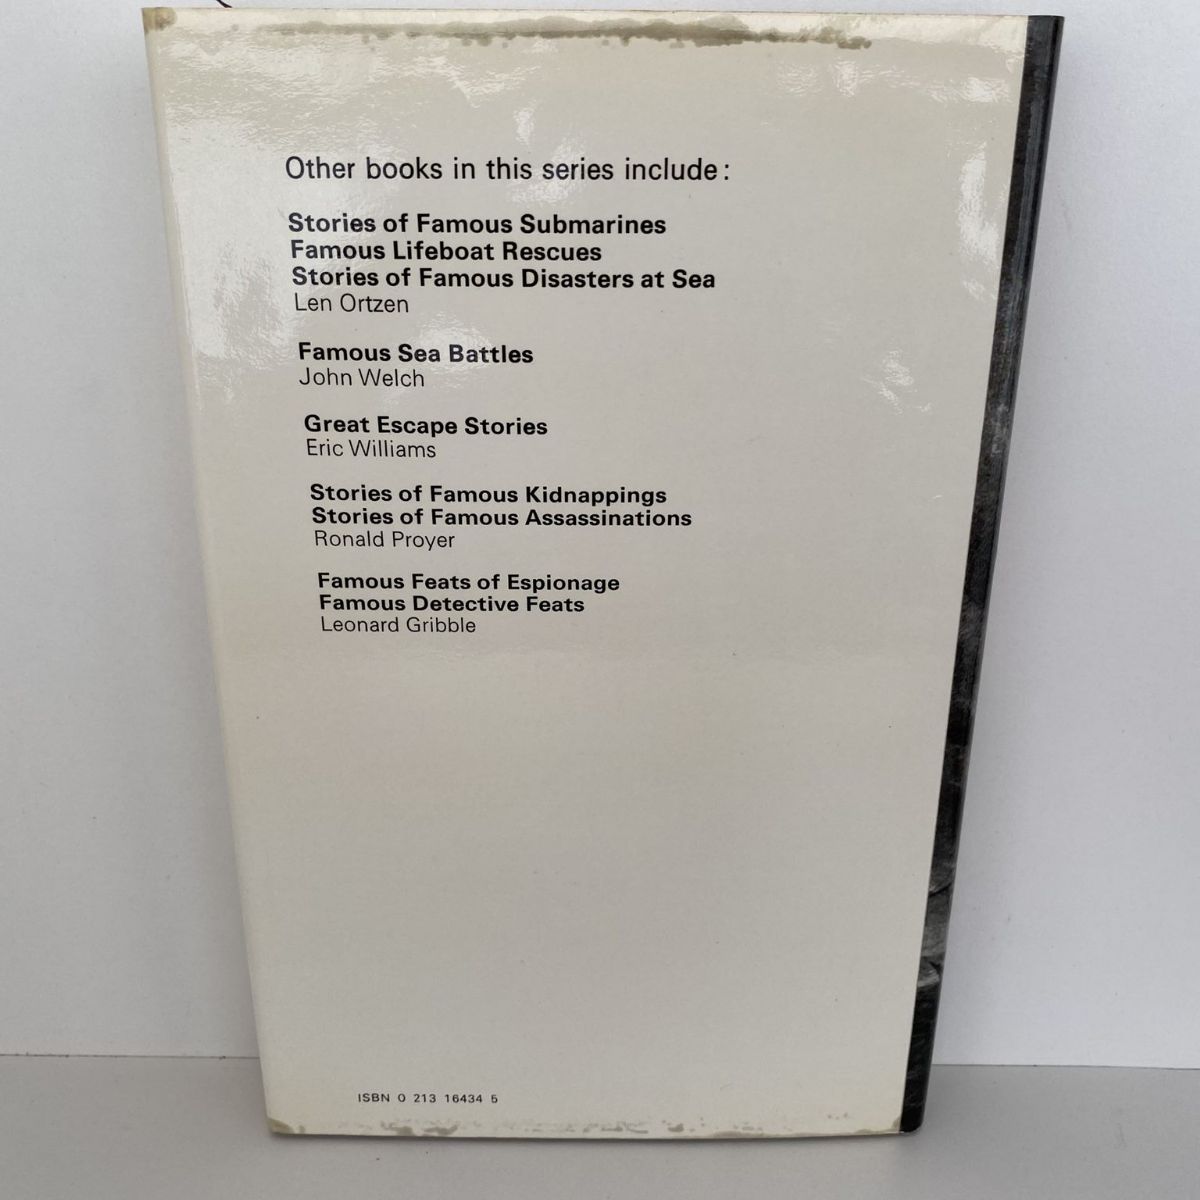 Other books in this series include:
Stories of Famous Submarines
Famous Lifeboat Rescues
Stories of Famous Disasters at Sea
Len Ortzen
Famous Sea Battles
John Welch
Great Escape Stories
Eric Williams
Stories of Famous Kidnappings
Stories of Famous Assassinations
Ronald Proyer
Famous Feats of Espionage
Famous Detective Feats
Leonard Gribble
ISBN 0 213 16434 5